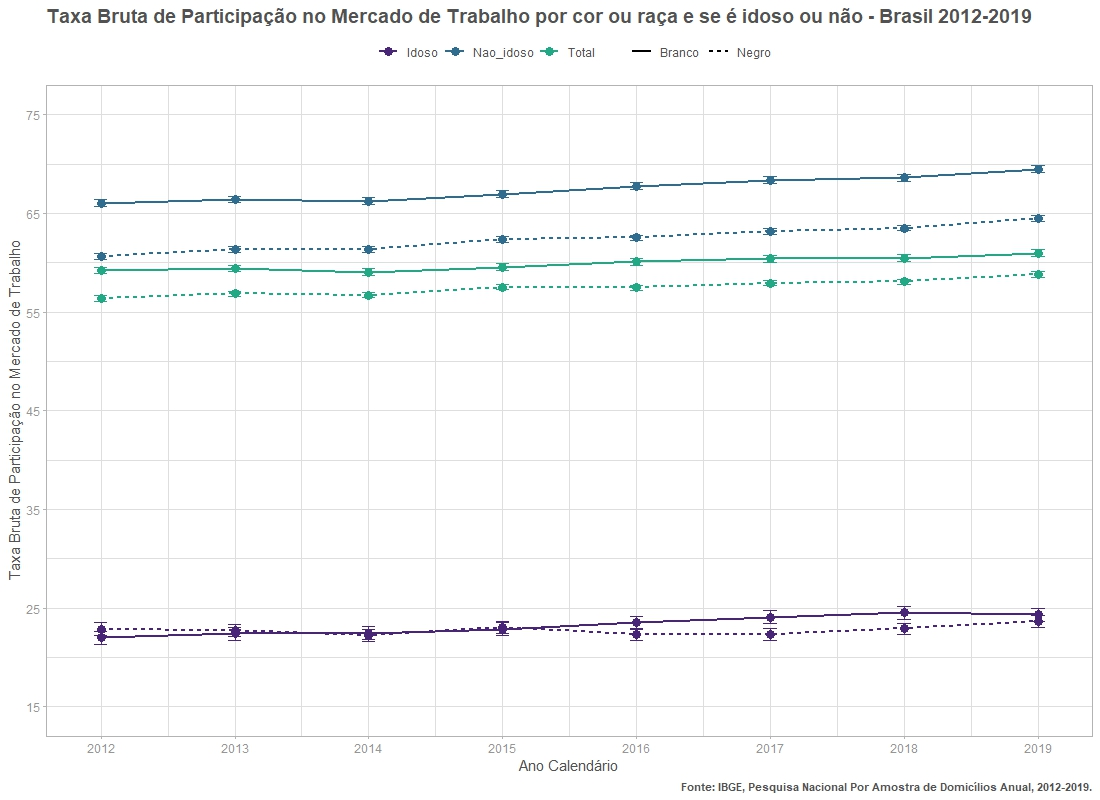 Taxa Bruta de Participação no Mercado de Trabalho por cor ou raça e se é idoso ou não - Brasil 2012-2019
Idoso Nao_idoso Total Branco Negro
Taxa Bruta de Participação no Mercado de Trabalho
75
65
55
45
35
25
15
2012 2013 2014 2015 2016 2017 2018 2019
Ano Calendário
Fonte: IBGE, Pesquisa Nacional Por Amostra de Domicílios Anual, 2012-2019.